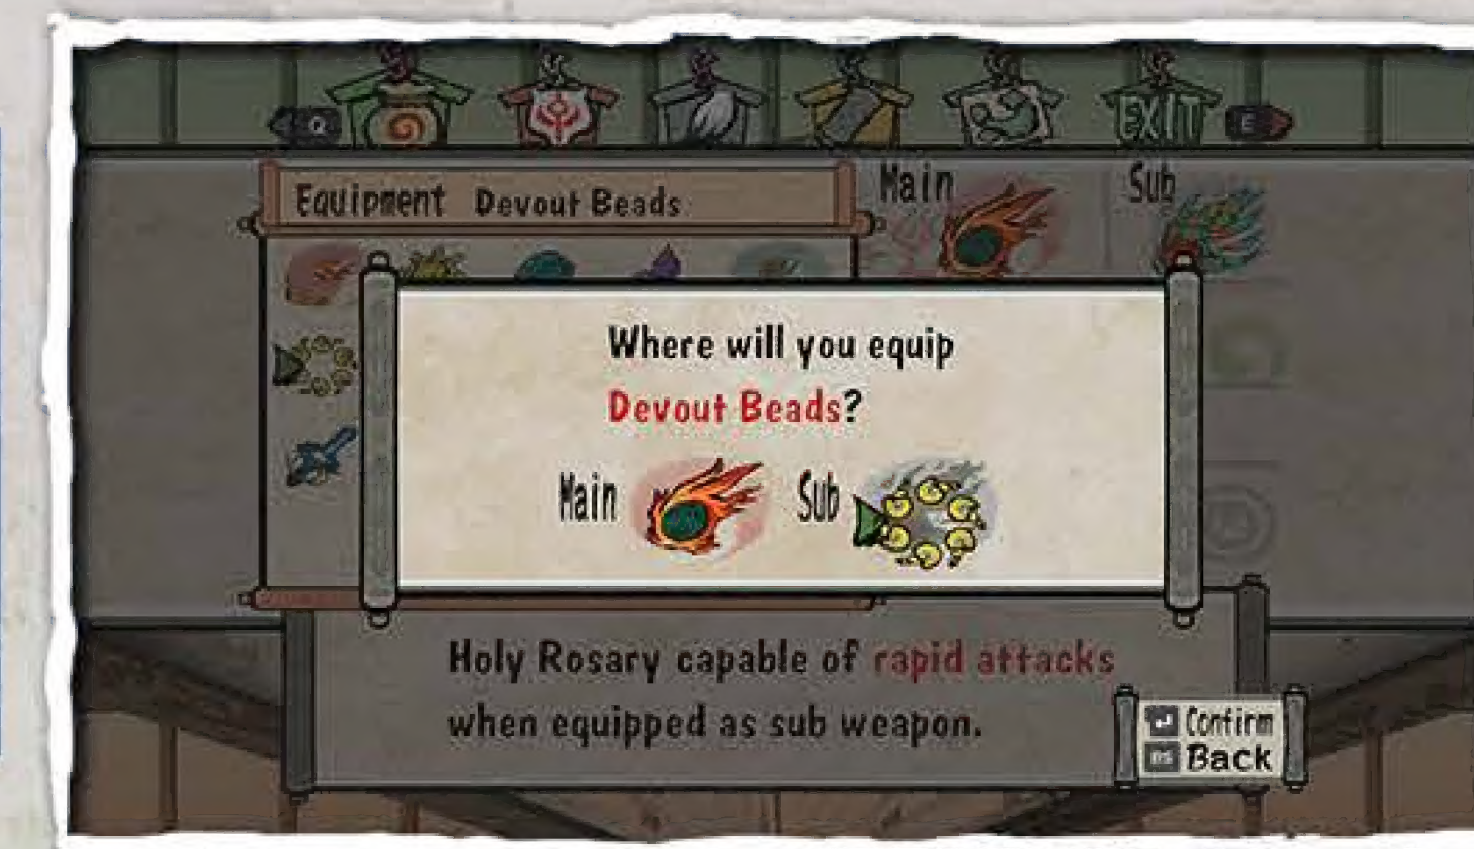 Q
EXIT
E
Equipment Devout Beads
Main
Sub
Where will you equip
Devout Beads?
Main
Sub
Holy Rosary capable of rapid attacks
when equipped as sub weapon.
Confirm
Back